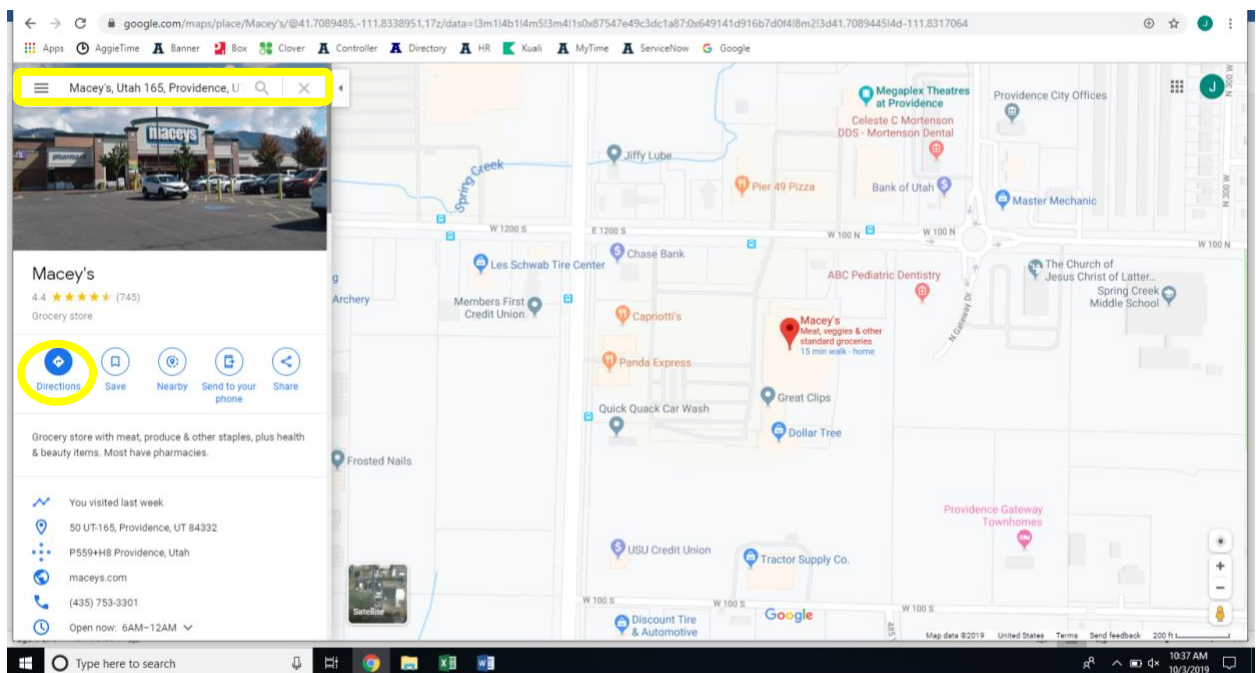 google.com/maps/place/Macey's/@41.7089485,-111.8338951,17z/data=!3m1!4b1!4m5!3m4!1s0x87547e49c3dc1a87:0x649141d916b7d0f4!8m2!3d41.7089445!4d-111.8317064
J
Apps AggieTime Banner Box Clover Controller Directory HR Kuali MyTime ServiceNow Google
Macey's, Utah 165, Providence, U
maceys
pharmacy
Macey's
4.4 (745)
Grocery store
Directions Save Nearby Send to your phone Share
Grocery store with meat, produce & other staples, plus health
& beauty items. Most have pharmacies.
You visited last week
50 UT-165, Providence, UT 84332
P559+H8 Providence, Utah
maceys.com
(435) 753-3301
Open now: 6AM–12AM
Megaplex Theatres
at Providence
Providence City Offices
J
N 300 W
Celeste C Mortenson
DDS - Mortenson Dental
Jiffy Lube
Spring Creek
Pier 49 Pizza
Bank of Utah
Master Mechanic
N 300 W
W 1200 S
E 1200 S
W 100 N
W 100 N
W 100 N
Chase Bank
Les Schwab Tire Center
The Church of
Jesus Christ of Latter...
ABC Pediatric Dentistry
Spring Creek
Middle School
g
Archery
Members First
Credit Union
Capriotti's
N Gateway Dr
Macey's
Meat, veggies & other
standard groceries
15 min walk - home
Panda Express
Great Clips
Quick Quack Car Wash
Dollar Tree
Frosted Nails
Providence Gateway
Townhomes
USU Credit Union
Tractor Supply Co.
Satellite
W 100 S
W 100 S
W 100 S
Google
Discount Tire
& Automotive
485
Map data ©2019 United States Terms Send feedback 200 ft
Type here to search
10:37 AM
10/3/2019